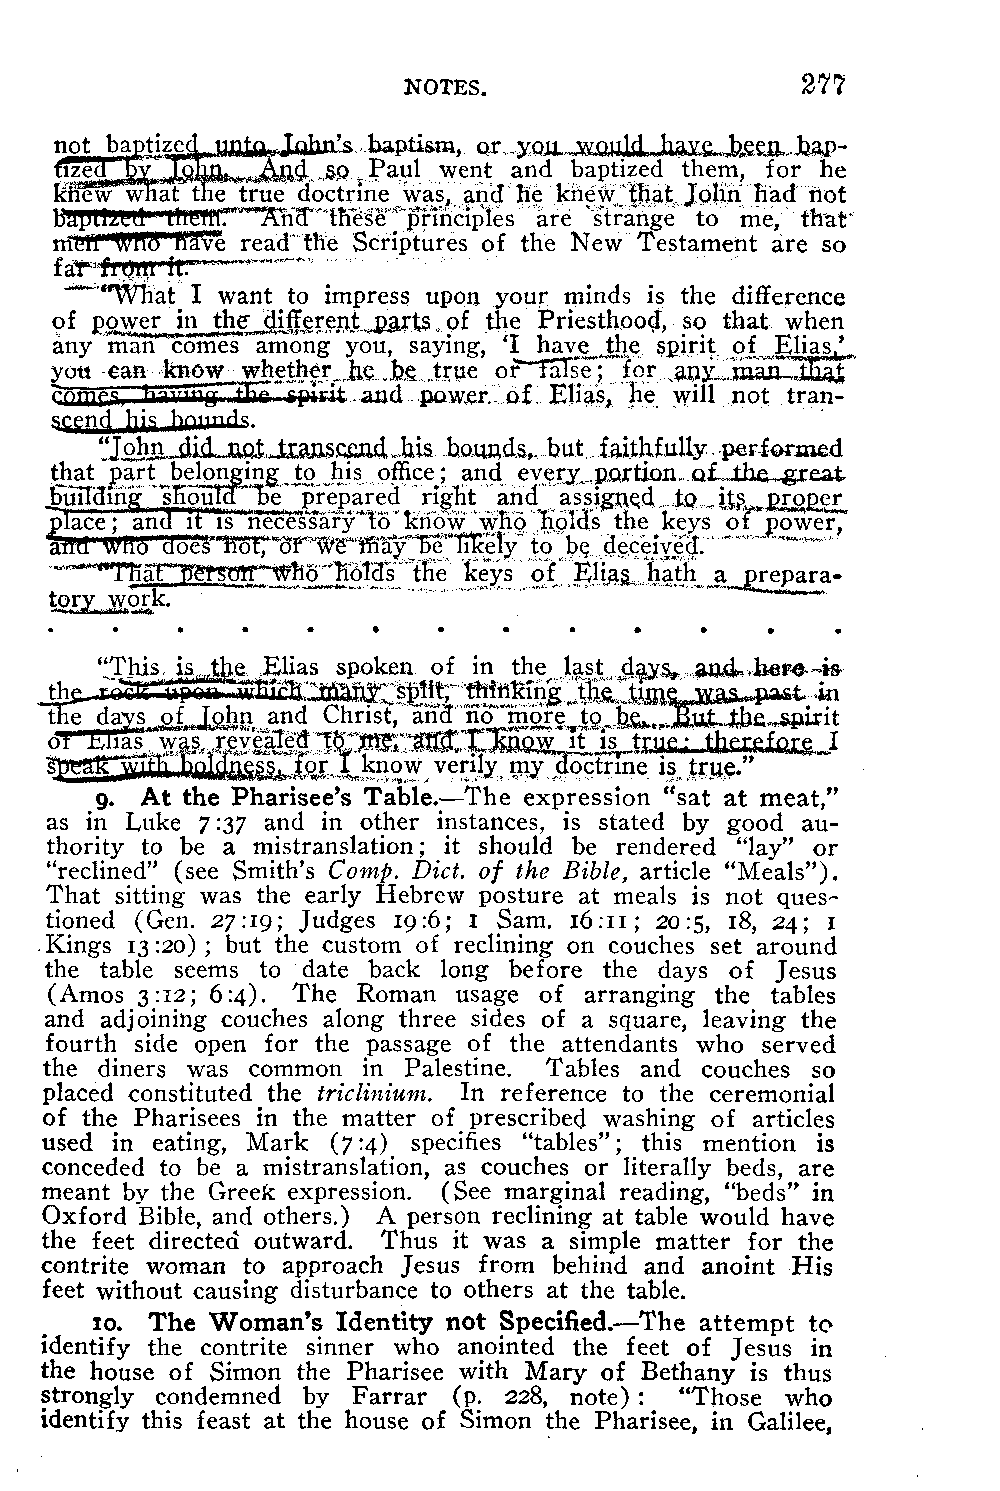 NOTES. 277
not baptized unto John's baptism, or you would have been bap-
tized by John. And so Paul went and baptized them, for he
knew what the true doctrine was, and he knew that John had not
baptized them. And these principles are strange to me, that
men who have read the Scriptures of the New Testament are so
far from it.
"What I want to impress upon your minds is the difference
of power in the different parts of the Priesthood, so that when
any man comes among you, saying, 'I have the spirit of Elias,'
you can know whether he be true or false; for any man that
comes, having the spirit and power of Elias, he will not tran-
scend his bounds.
"John did not transcend his bounds, but faithfully performed
that part belonging to his office; and every portion of the great
building should be prepared right and assigned to its proper
place; and it is necessary to know who holds the keys of power,
and who does not, or we may be likely to be deceived.
"That person who holds the keys of Elias hath a prepara-
tory work.
. . . . . . . . . . . . .
"This is the Elias spoken of in the last days, and here is
the rock upon which many split, thinking the time was past in
the days of John and Christ, and no more to be. But the spirit
of Elias was revealed to me, and I know it is true; therefore I
speak with boldness, for I know verily my doctrine is true."
9. At the Pharisee's Table.—The expression "sat at meat,"
as in Luke 7:37 and in other instances, is stated by good au-
thority to be a mistranslation; it should be rendered "lay" or
"reclined" (see Smith's Comp. Dict. of the Bible, article "Meals").
That sitting was the early Hebrew posture at meals is not ques-
tioned (Gen. 27:19; Judges 19:6; 1 Sam. 16:11; 20:5, 18, 24; 1
Kings 13:20); but the custom of reclining on couches set around
the table seems to date back long before the days of Jesus
(Amos 3:12; 6:4). The Roman usage of arranging the tables
and adjoining couches along three sides of a square, leaving the
fourth side open for the passage of the attendants who served
the diners was common in Palestine. Tables and couches so
placed constituted the triclinium. In reference to the ceremonial
of the Pharisees in the matter of prescribed washing of articles
used in eating, Mark (7:4) specifies "tables"; this mention is
conceded to be a mistranslation, as couches or literally beds, are
meant by the Greek expression. (See marginal reading, "beds" in
Oxford Bible, and others.) A person reclining at table would have
the feet directed outward. Thus it was a simple matter for the
contrite woman to approach Jesus from behind and anoint His
feet without causing disturbance to others at the table.
10. The Woman's Identity not Specified.—The attempt to
identify the contrite sinner who anointed the feet of Jesus in
the house of Simon the Pharisee with Mary of Bethany is thus
strongly condemned by Farrar (p. 228, note): "Those who
identify this feast at the house of Simon the Pharisee, in Galilee,